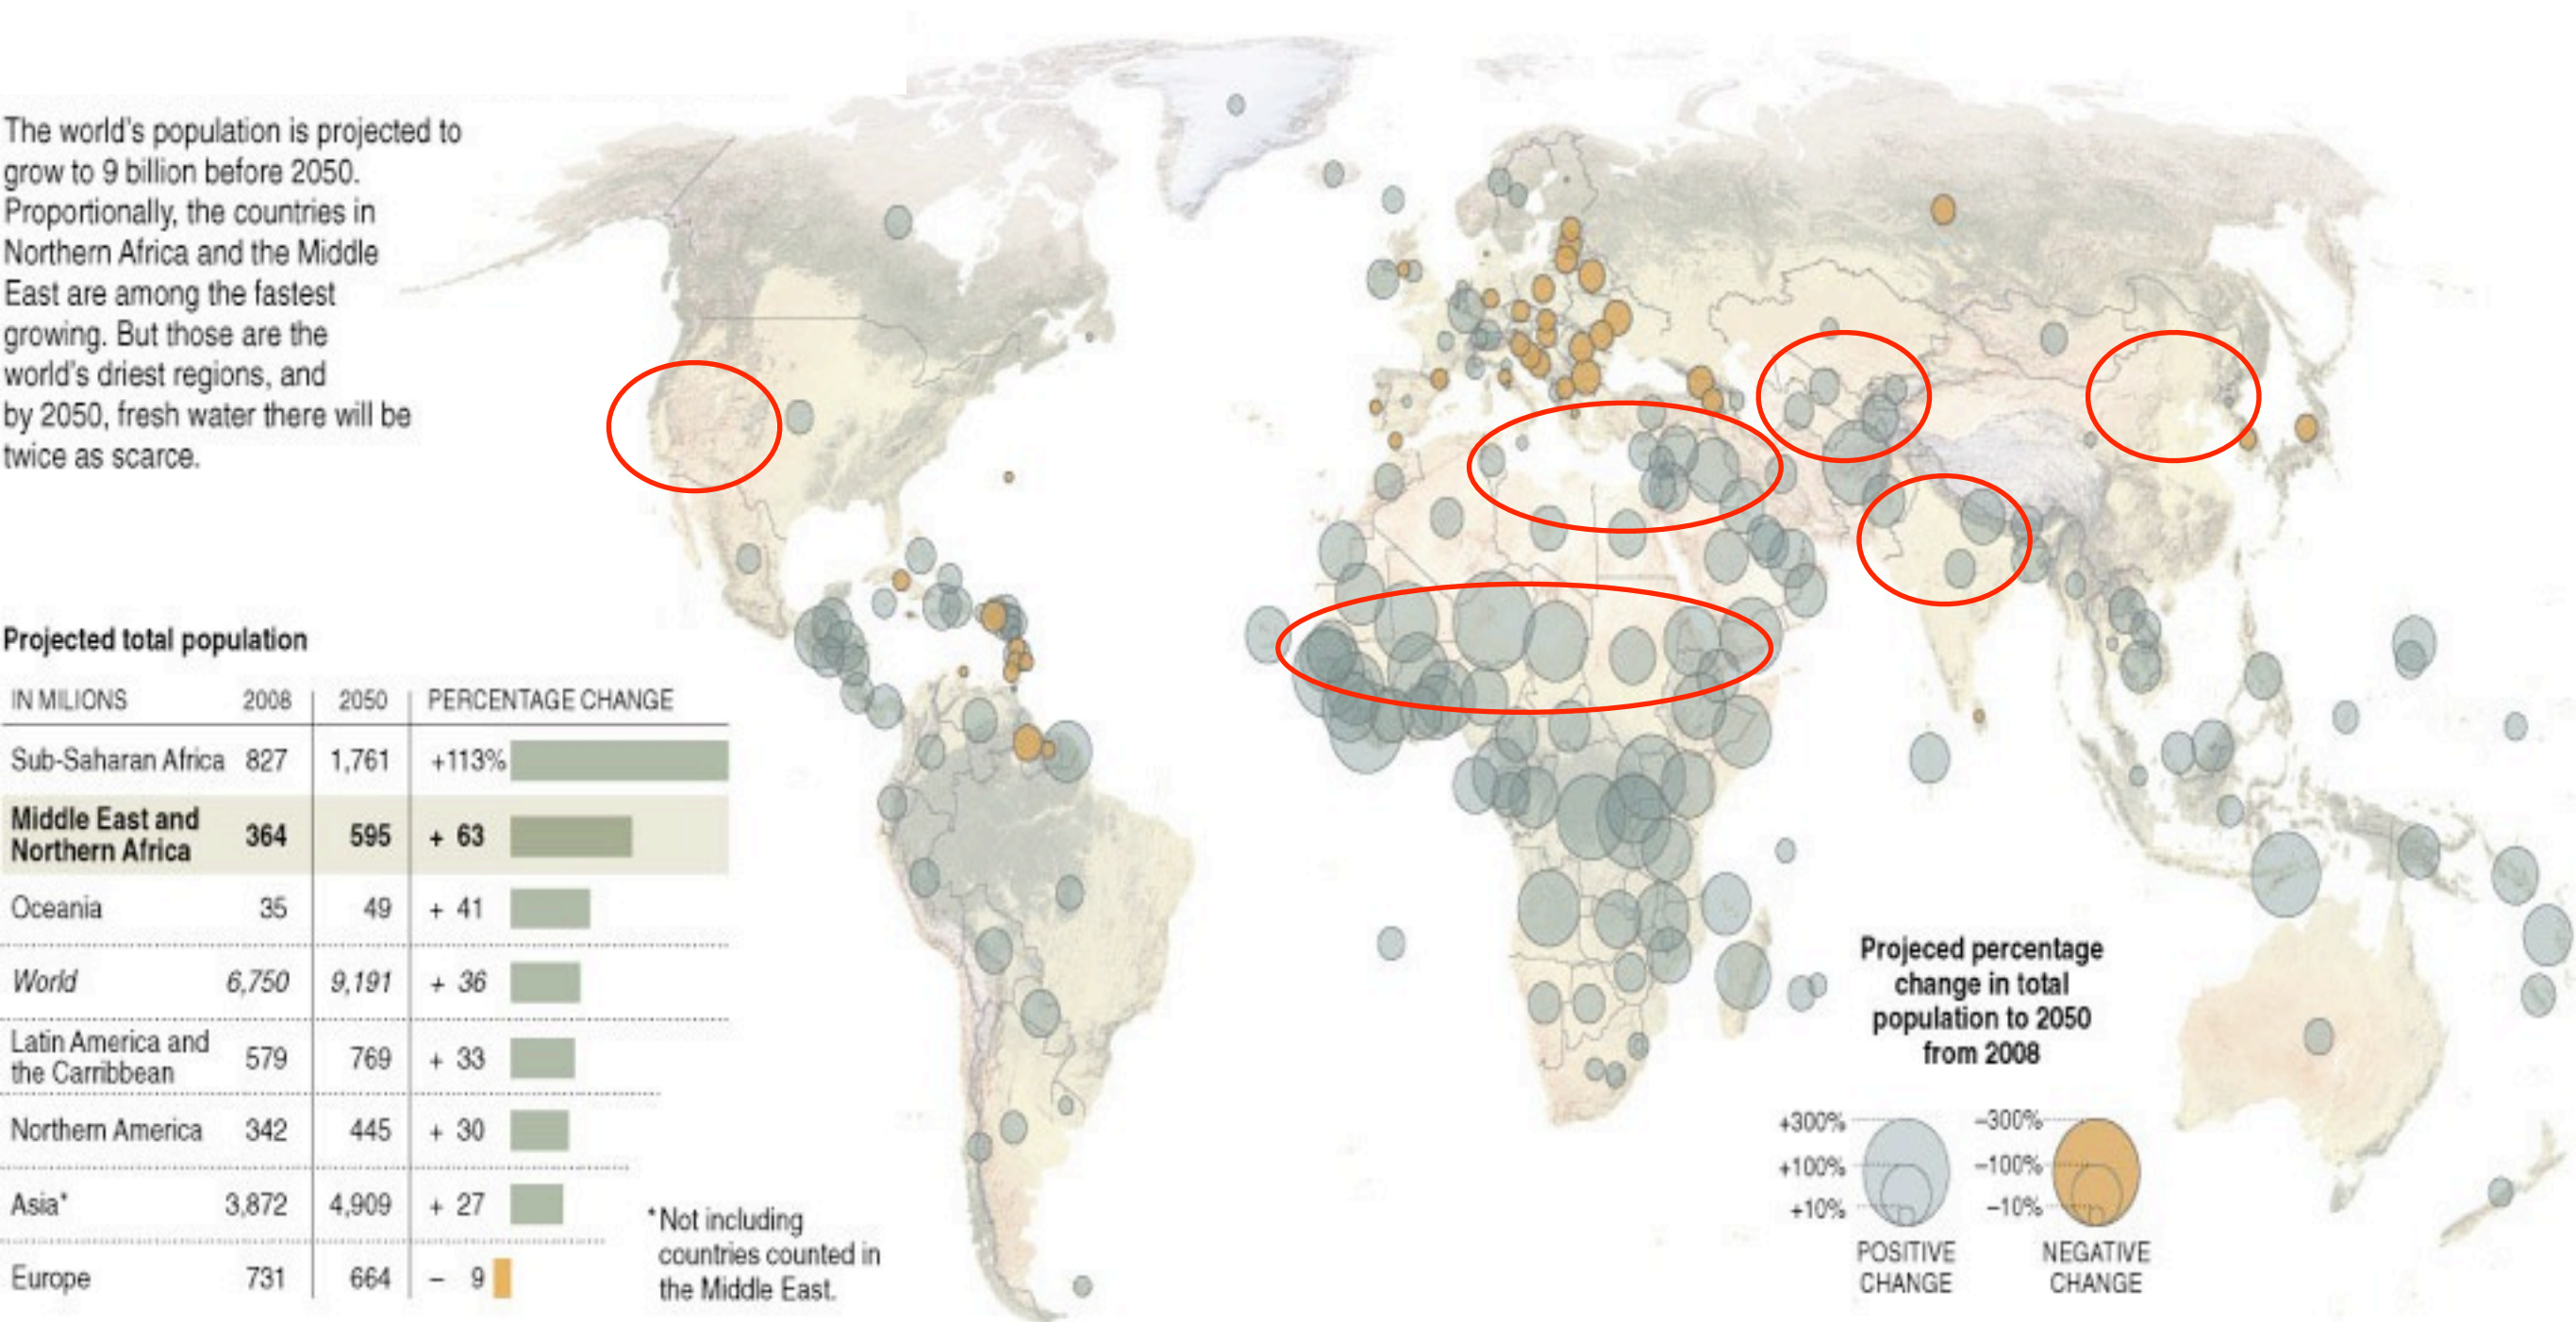 The world's population is projected to
grow to 9 billion before 2050.
Proportionally, the countries in
Northern Africa and the Middle
East are among the fastest
growing. But those are the
world's driest regions, and
by 2050, fresh water there will be
twice as scarce.
Projected total population
IN MILIONS 2008 2050 PERCENTAGE CHANGE
Sub-Saharan Africa 827 1,761 +113%
Middle East and
Northern Africa 364 595 + 63
Oceania 35 49 + 41
World 6,750 9,191 + 36
Latin America and
the Carribbean 579 769 + 33
Northern America 342 445 + 30
Asia* 3,872 4,909 + 27
Europe 731 664 – 9
*Not including
countries counted in
the Middle East.
Projeced percentage
change in total
population to 2050
from 2008
+300% –300%
+100% –100%
+10% –10%
POSITIVE
CHANGE
NEGATIVE
CHANGE